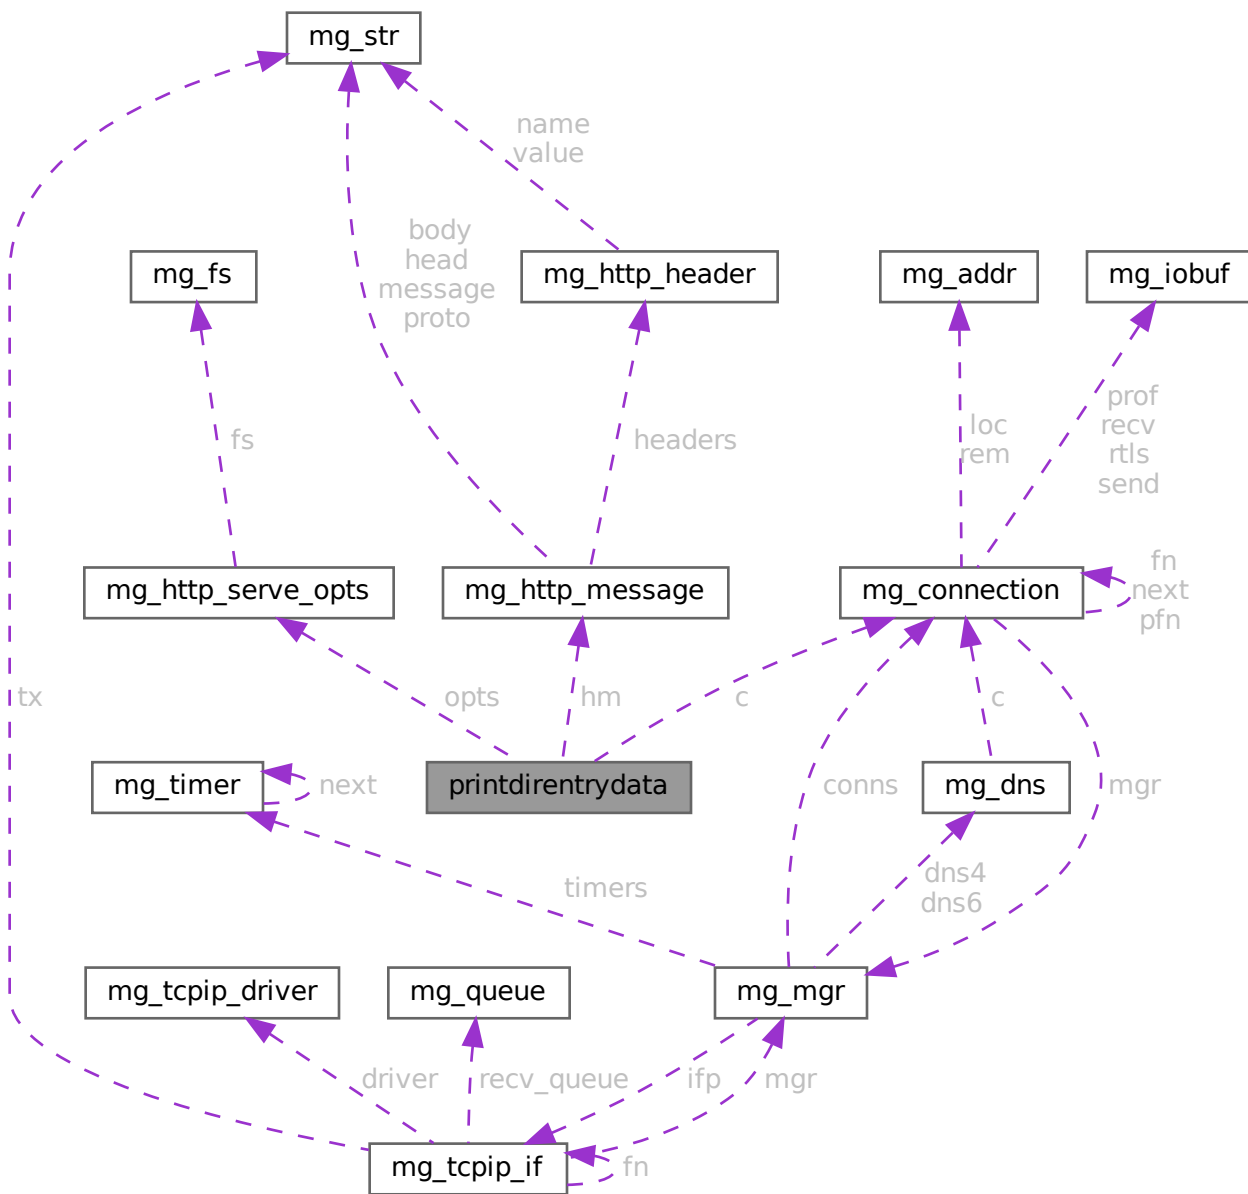 mg_str
name
value
body
head
message
proto
mg_fs
mg_http_header
mg_addr
mg_iobuf
fs
headers
loc
rem
prof
recv
rtls
send
mg_http_serve_opts
mg_http_message
mg_connection
fn
next
pfn
tx
opts
hm
c
c
mg_timer
next
printdirentrydata
conns
mg_dns
mgr
timers
dns4
dns6
mg_tcpip_driver
mg_queue
mg_mgr
driver
recv_queue
ifp
mgr
mg_tcpip_if
fn